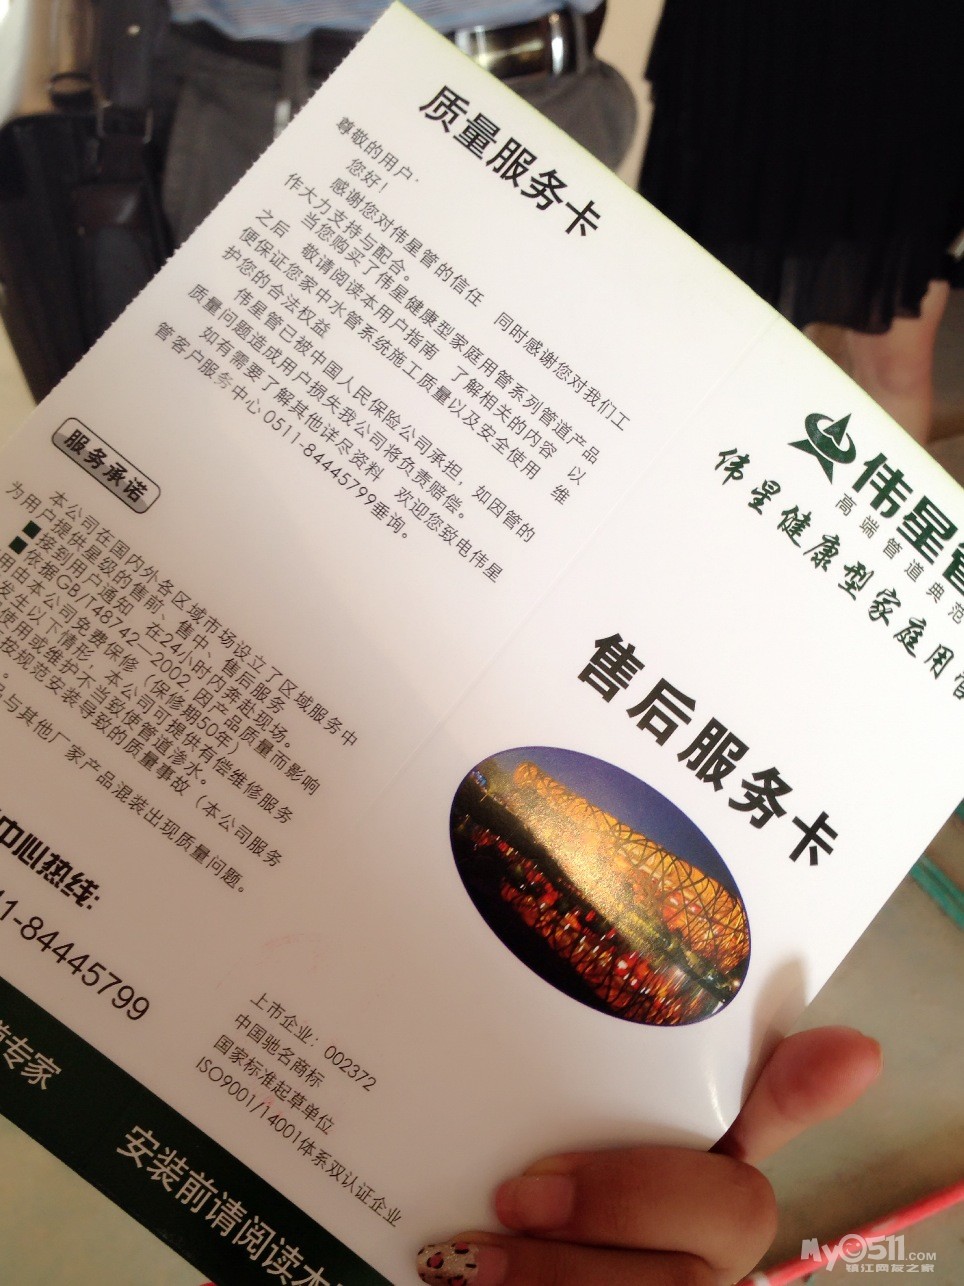 质量服务卡
尊敬的用户:
您好!
感谢您对伟星管的信任 同时感谢您对我们工
作大力支持与配合。
当您购买了伟星健康型家庭用管系列管道产品
之后 敬请阅读本用户指南 了解相关的内容 以
便保证您家中水管系统施工质量以及安全使用 维
护您的合法权益
伟星管已被中国人民保险公司承担，如因管的
质量问题造成用户损失我公司将负责赔偿。
如有需要了解其他详尽资料 欢迎您致电伟星
管客户服务中心0511-84445799垂询。
服务承诺
本公司在国内外各区域市场设立了区域服务中
为用户提供星级的售前、售中、售后服务
■接到用户通知 在24小时内奔赴现场。
■依据GB/T48742—2002,因产品质量而影响
用由本公司免费保修（保修期50年）
发生以下情形，本公司可提供有偿维修服务
使用或维护不当致使管道渗水。
按规范安装导致的质量事故（本公司服务
。
品与其他厂家产品混装出现质量问题。
中心热线:
1-84445799
专家
伟星管
高端管道典范
伟星健康型家庭用管
售后服务卡
上市企业：002372
中国驰名商标
国家标准起草单位
ISO9001/14001体系双认证企业
安装前请阅读本
My0511.COM
镇江网友之家